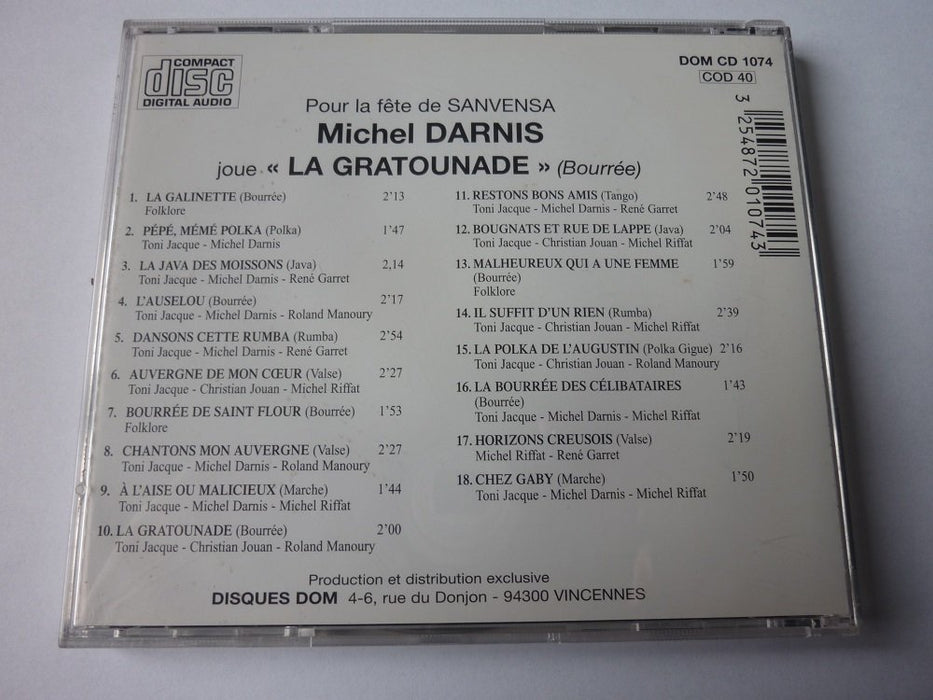 COMPACT
disc
DIGITAL AUDIO
DOM CD 1074
COD 40
3 254872 010743
Pour la fête de SANVENSA
Michel DARNIS
joue « LA GRATOUNADE » (Bourrée)
1. LA GALINETTE (Bourrée) 2'13
Folklore
2. PÉPÉ, MÉMÉ POLKA (Polka) 1'47
Toni Jacque - Michel Darnis
3. LA JAVA DES MOISSONS (Java) 2,14
Toni Jacque - Michel Darnis - René Garret
4. L'AUSELOU (Bourrée) 2'17
Toni Jacque - Michel Darnis - Roland Manoury
5. DANSONS CETTE RUMBA (Rumba) 2'54
Toni Jacque - Michel Darnis - René Garret
6. AUVERGNE DE MON CŒUR (Valse) 2'27
Toni Jacque - Christian Jouan - Michel Riffat
7. BOURRÉE DE SAINT FLOUR (Bourrée) 1'53
Folklore
8. CHANTONS MON AUVERGNE (Valse) 2'27
Toni Jacque - Michel Darnis - Roland Manoury
9. À L'AISE OU MALICIEUX (Marche) 1'44
Toni Jacque - Michel Darnis - Michel Riffat
10. LA GRATOUNADE (Bourrée) 2'00
Toni Jacque - Christian Jouan - Roland Manoury
11. RESTONS BONS AMIS (Tango) 2'48
Toni Jacque - Michel Darnis - René Garret
12. BOUGNATS ET RUE DE LAPPE (Java) 2'04
Toni Jacque - Christian Jouan - Michel Riffat
13. MALHEUREUX QUI A UNE FEMME 1'59
(Bourrée)
Folklore
14. IL SUFFIT D'UN RIEN (Rumba) 2'39
Toni Jacque - Christian Jouan - Michel Riffat
15. LA POLKA DE L'AUGUSTIN (Polka Gigue) 2'16
Toni Jacque - Christian Jouan - Roland Manoury
16. LA BOURRÉE DES CÉLIBATAIRES 1'43
(Bourrée)
Toni Jacque - Michel Darnis - Michel Riffat
17. HORIZONS CREUSOIS (Valse) 2'19
Michel Riffat - René Garret
18. CHEZ GABY (Marche) 1'50
Toni Jacque - Michel Darnis - Michel Riffat
Production et distribution exclusive
DISQUES DOM 4-6, rue du Donjon - 94300 VINCENNES